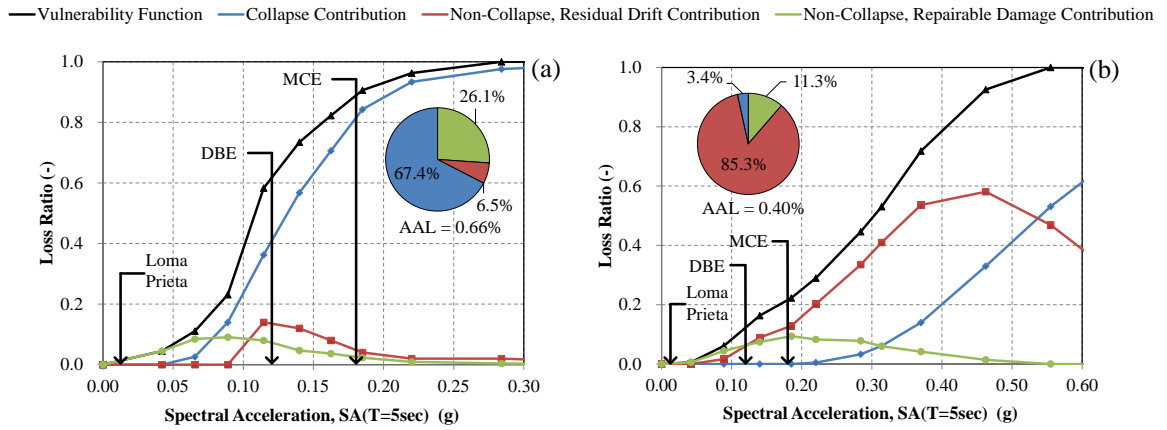 Vulnerability Function Collapse Contribution Non-Collapse, Residual Drift Contribution Non-Collapse, Repairable Damage Contribution
(a)
Loss Ratio (-)
1.0
0.8
0.6
0.4
0.2
0.0
0.00 0.05 0.10 0.15 0.20 0.25 0.30
Spectral Acceleration, SA(T=5sec) (g)
MCE
DBE
Loma
Prieta
26.1%
67.4%
6.5%
AAL = 0.66%
(b)
Loss Ratio (-)
1.0
0.8
0.6
0.4
0.2
0.0
0.00 0.10 0.20 0.30 0.40 0.50 0.60
Spectral Acceleration, SA(T=5sec) (g)
3.4%
11.3%
85.3%
AAL = 0.40%
MCE
DBE
Loma
Prieta